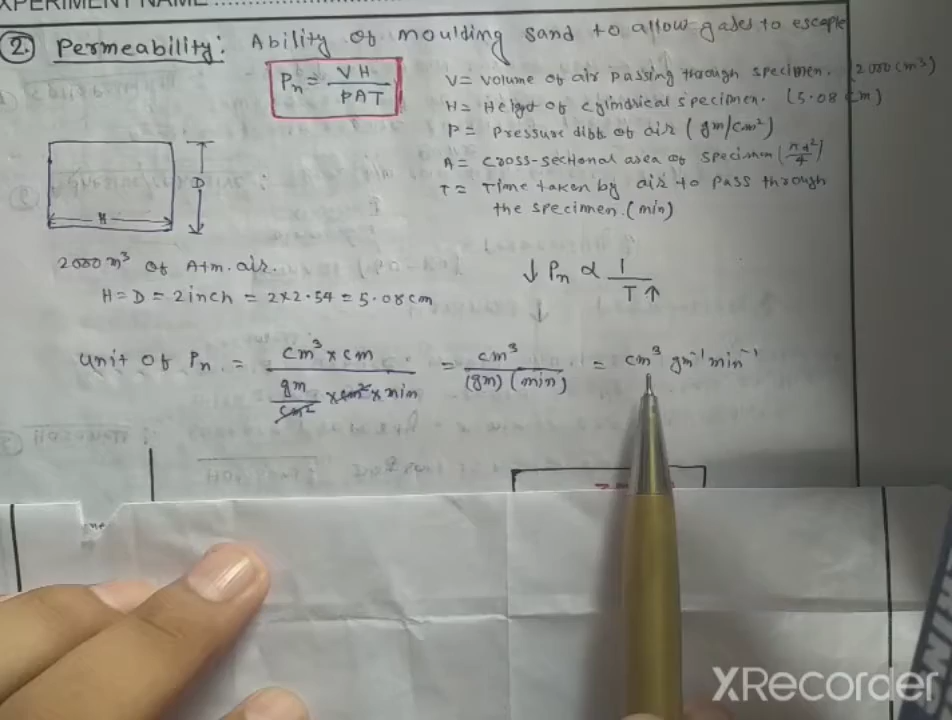 XPERIMENT NAME
2. Permeability: Ability of moulding sand to allow gases to escape
Pn = VH / PAT
V = Volume of air passing through specimen. (2000 cm³)
H = Height of cylindrical specimen. (5.08 cm)
P = Pressure diff. of air (gm/cm²)
A = cross-sectional area of specimen (πd²/4)
T = Time taken by air to pass through
the specimen. (min)
D
H
2000 m³ of Atm. air.
H = D = 2 inch = 2 x 2.54 = 5.08 cm
↓ Pn ∝ 1 / T ↑
↓
Unit of Pn = cm³ x cm / gm/cm² x cm² x min = cm³ / (gm) (min) = cm³ gm⁻¹ min⁻¹
XRecorder